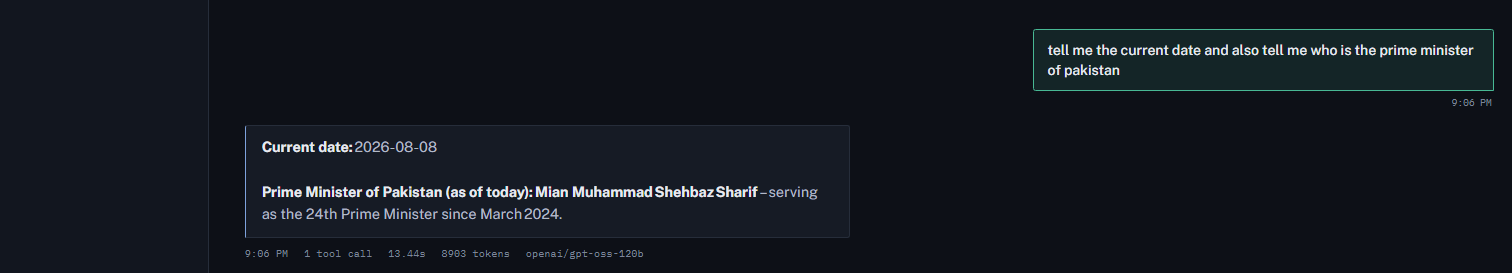 tell me the current date and also tell me who is the prime minister
of pakistan
9:06 PM
Current date: 2026-08-08
Prime Minister of Pakistan (as of today): Mian Muhammad Shehbaz Sharif – serving
as the 24th Prime Minister since March 2024.
9:06 PM 1 tool call 13.44s 8903 tokens openai/gpt-oss-120b